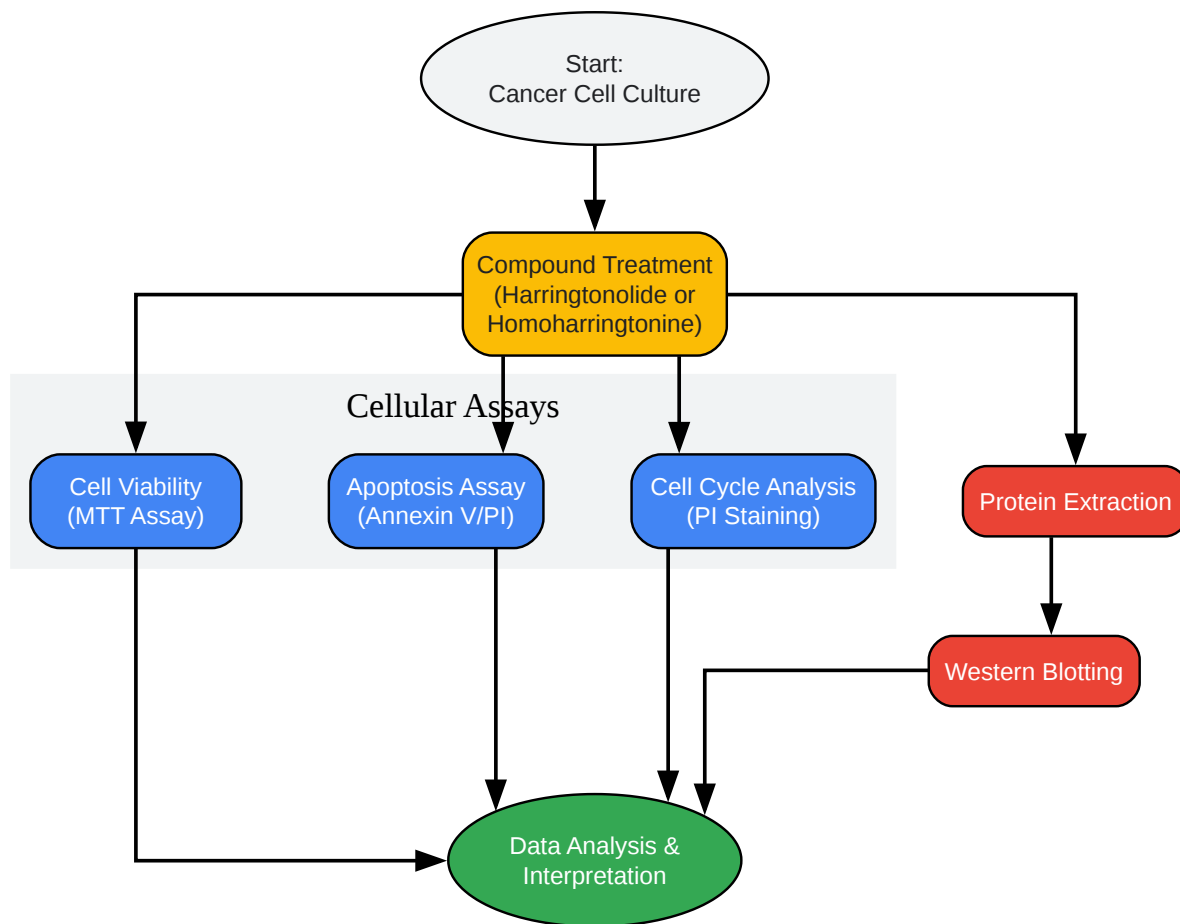 Start:
Cancer Cell Culture
Compound Treatment
(Harringtonolide or
Homoharringtonine)
Cellular Assays
Cell Viability
(MTT Assay)
Apoptosis Assay
(Annexin V/PI)
Cell Cycle Analysis
(PI Staining)
Protein Extraction
Western Blotting
Data Analysis &
Interpretation